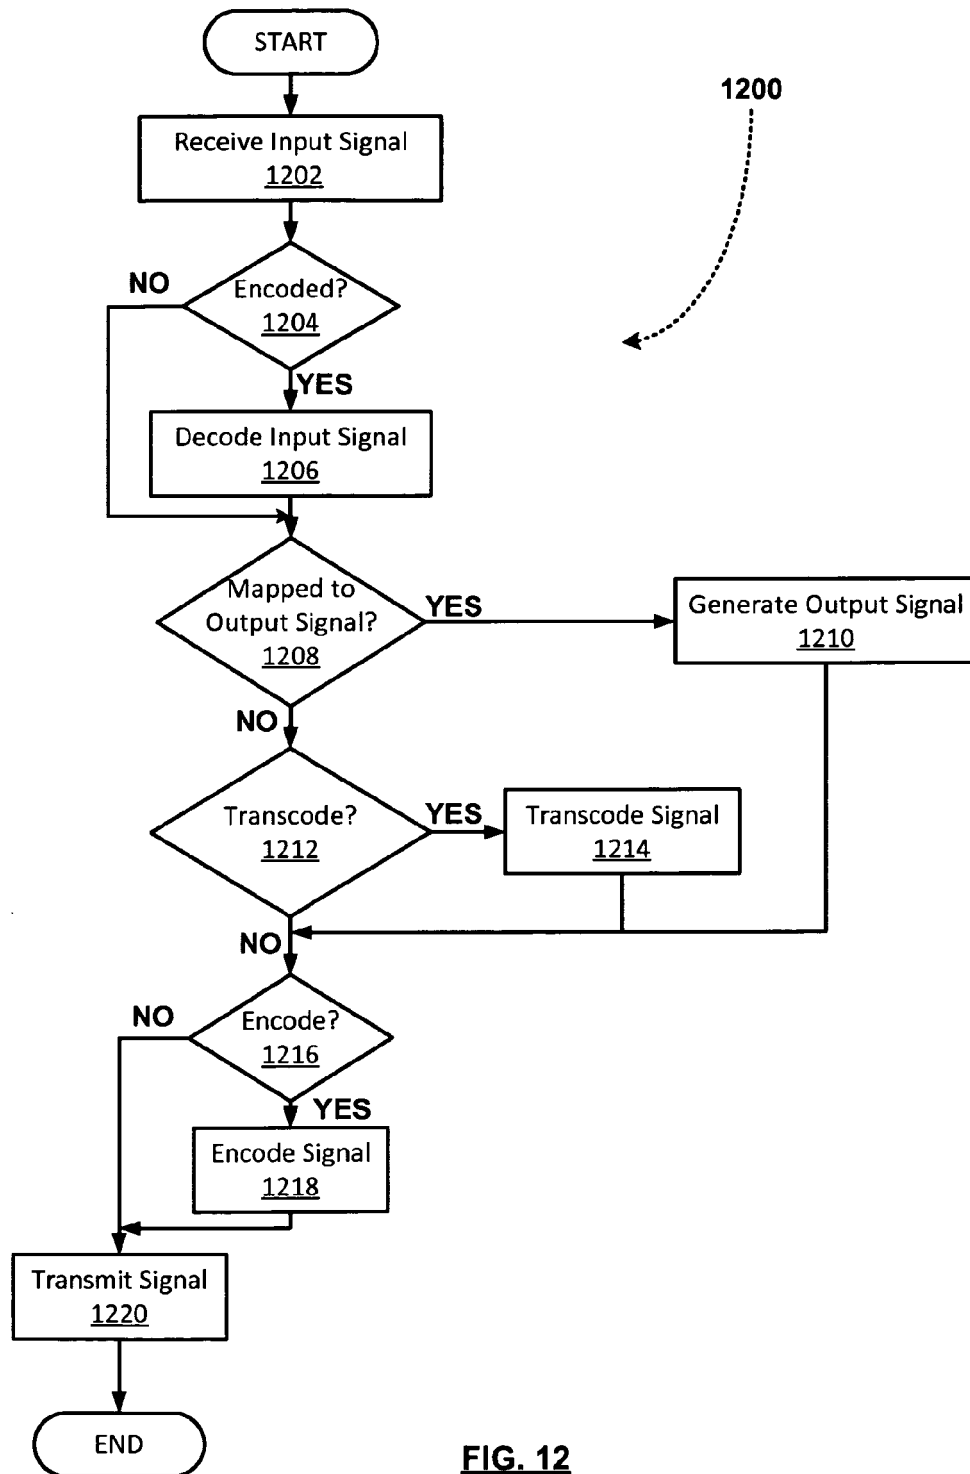 START
1200
Receive Input Signal
1202
NO
Encoded?
1204
YES
Decode Input Signal
1206
Mapped to
Output Signal?
1208
YES
Generate Output Signal
1210
NO
Transcode?
1212
YES
Transcode Signal
1214
NO
NO
Encode?
1216
YES
Encode Signal
1218
Transmit Signal
1220
END
FIG. 12